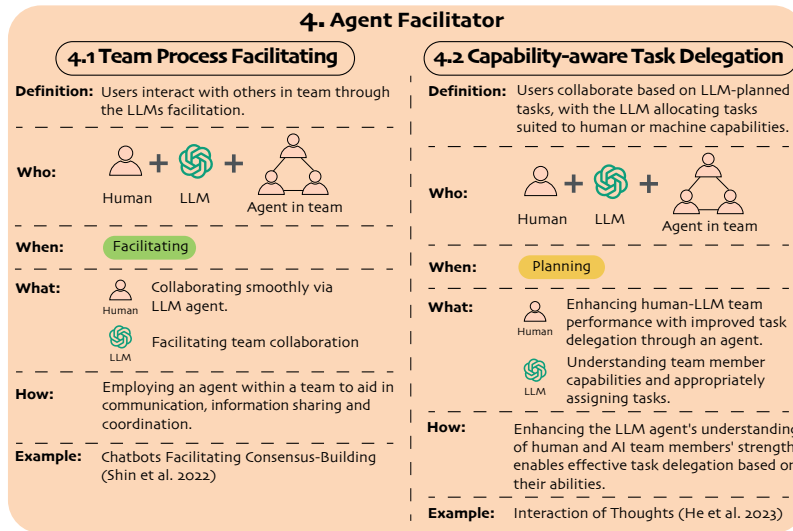 4. Agent Facilitator
4.1 Team Process Facilitating
Definition: Users interact with others in team through
the LLMs facilitation.
Who:
Human
LLM
Agent in team
When: Facilitating
What:
Human
Collaborating smoothly via
LLM agent.
LLM
Facilitating team collaboration
How: Employing an agent within a team to aid in
communication, information sharing and
coordination.
Example: Chatbots Facilitating Consensus-Building
(Shin et al. 2022)
4.2 Capability-aware Task Delegation
Definition: Users collaborate based on LLM-planned
tasks, with the LLM allocating tasks
suited to human or machine capabilities.
Who:
Human
LLM
Agent in team
When: Planning
What:
Human
Enhancing human-LLM team
performance with improved task
delegation through an agent.
LLM
Understanding team member
capabilities and appropriately
assigning tasks.
How: Enhancing the LLM agent's understanding
of human and AI team members' strength
enables effective task delegation based on
their abilities.
Example: Interaction of Thoughts (He et al. 2023)